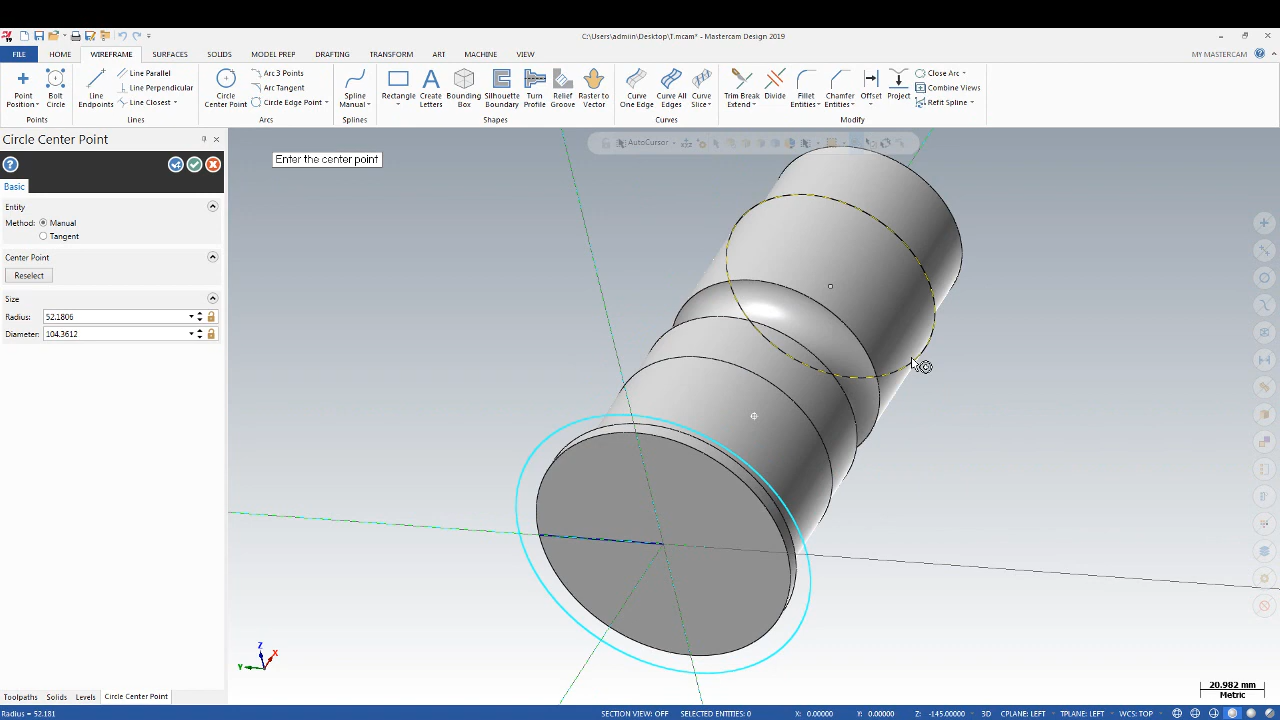 C:\Users\admiin\Desktop\T.mcam* - Mastercam Design 2019
FILE HOME WIREFRAME SURFACES SOLIDS MODEL PREP DRAFTING TRANSFORM ART MACHINE VIEW MY MASTERCAM
Point Position
Bolt Circle
Points
Line Endpoints
Line Parallel
Line Perpendicular
Line Closest
Lines
Circle Center Point
Arc 3 Points
Arc Tangent
Circle Edge Point
Arcs
Spline Manual
Splines
Rectangle
Create Letters
Bounding Box
Silhouette Boundary
Turn Profile
Relief Groove
Raster to Vector
Shapes
Curve One Edge
Curve All Edges
Curve Slice
Curves
Trim Break Extend
Divide
Fillet Entities
Chamfer Entities
Offset
Project
Close Arc
Combine Views
Refit Spline
Modify
Circle Center Point
Basic
Entity
Method: Manual
Tangent
Center Point
Reselect
Size
Radius: 52.1806
Diameter: 104.3612
Enter the center point
AutoCursor
Z
X
Y
20.982 mm
Metric
Toolpaths Solids Levels Circle Center Point
Radius = 52.181
SECTION VIEW: OFF SELECTED ENTITIES: 0 X: 0.00000 Y: 0.00000 Z: -145.00000 3D CPLANE: LEFT TPLANE: LEFT WCS: TOP